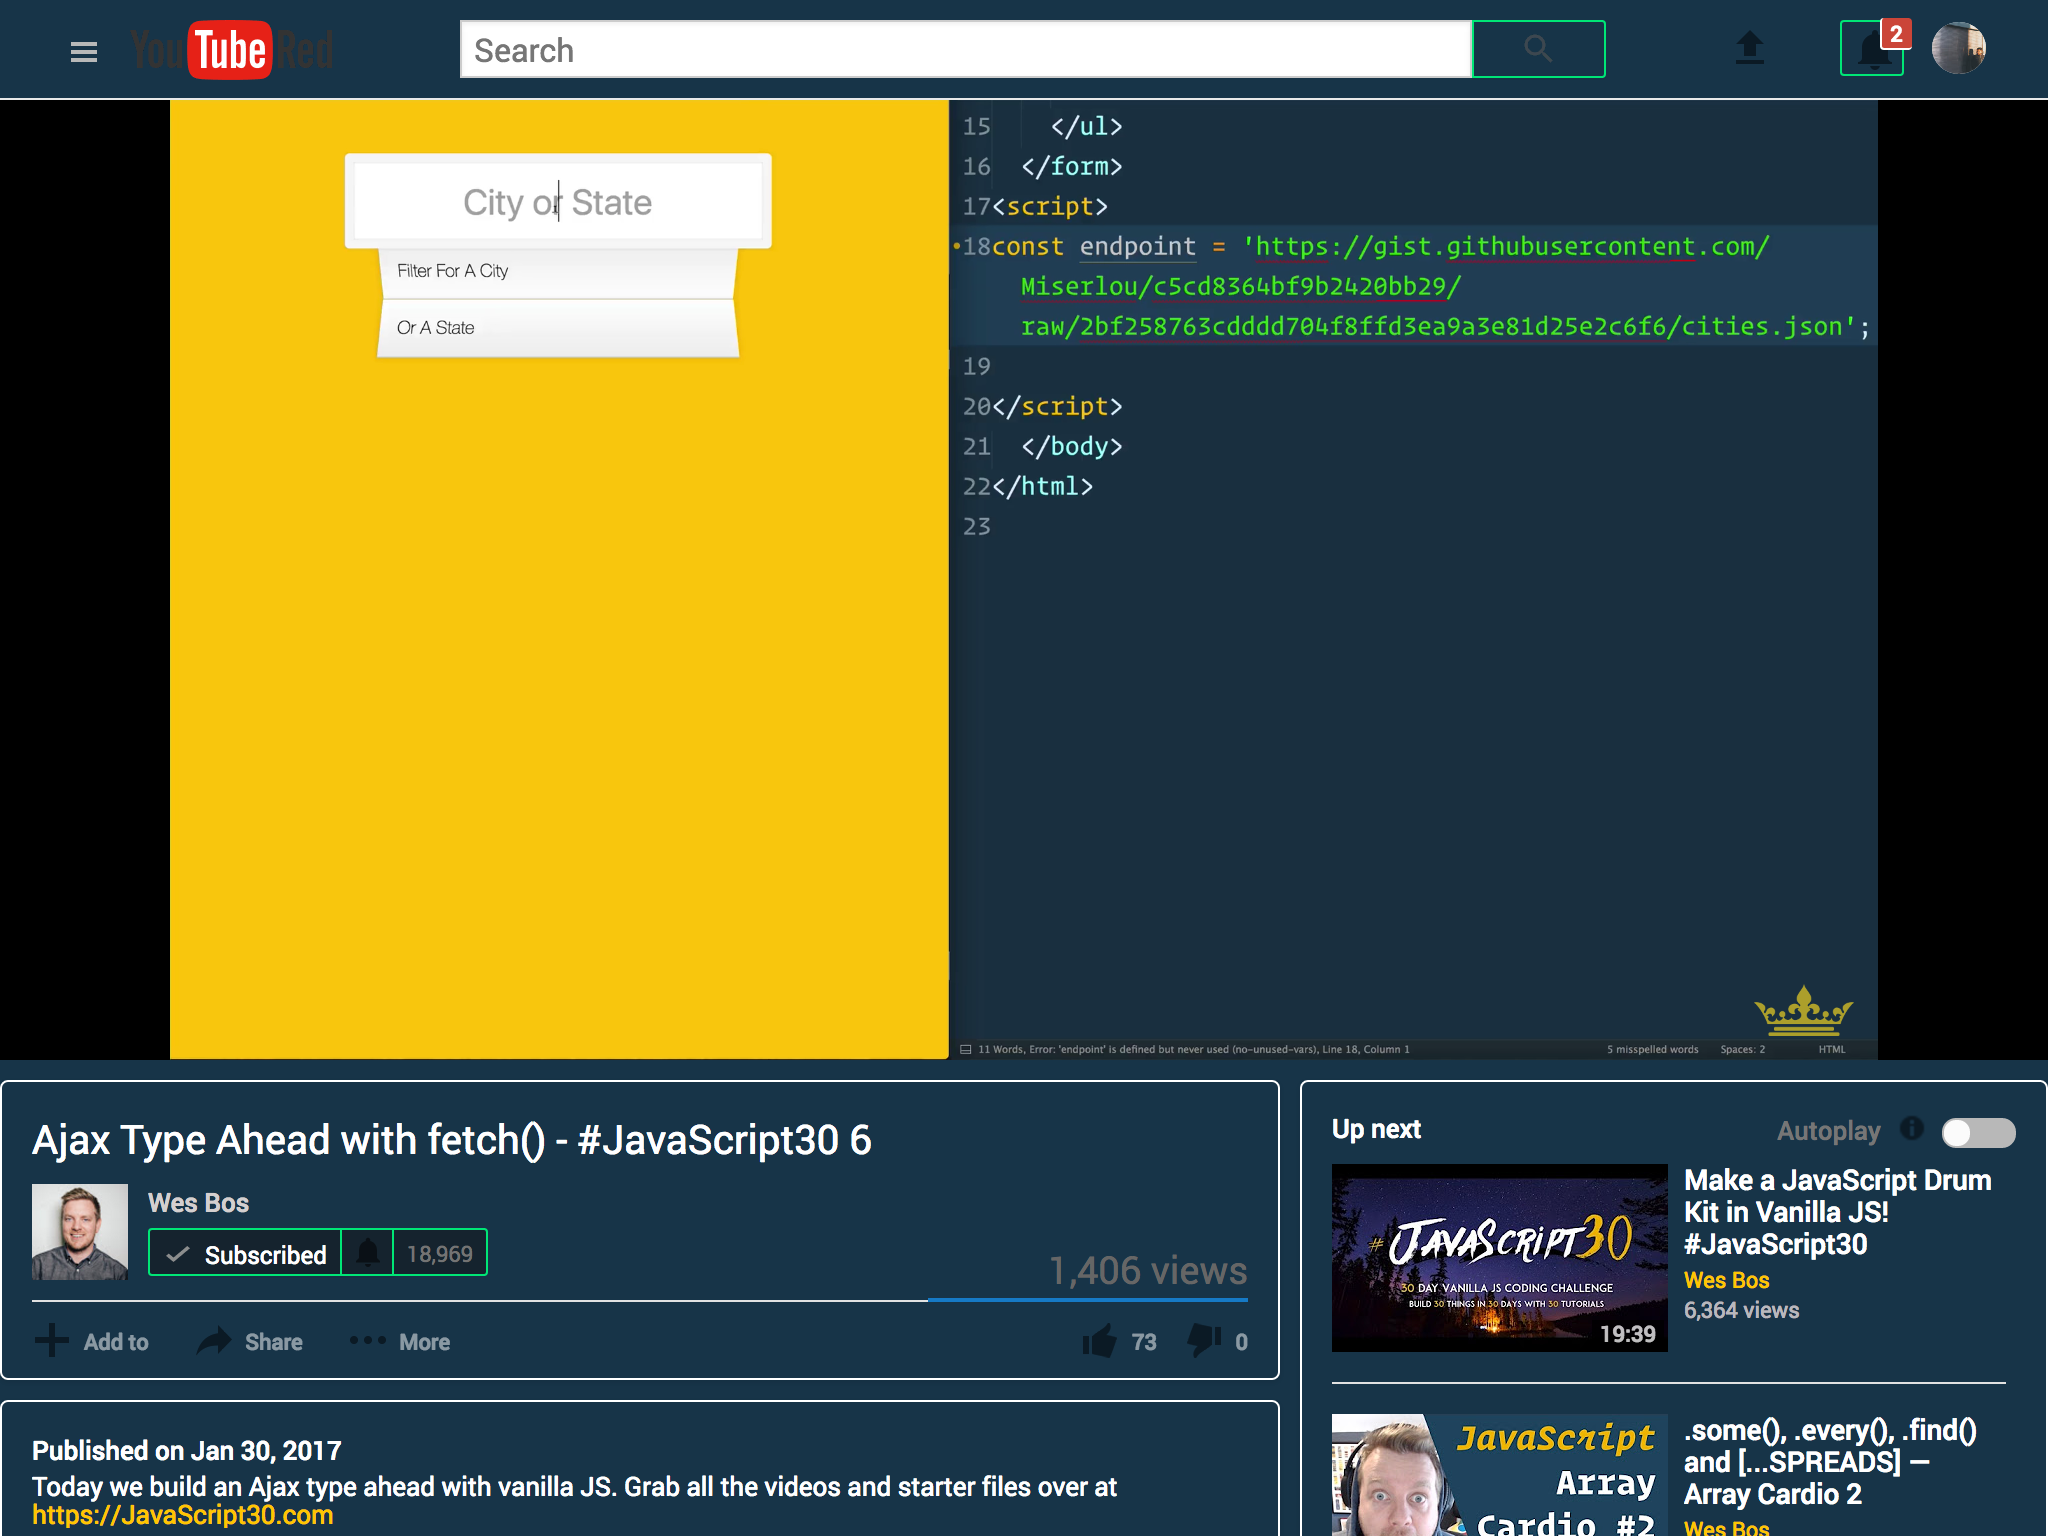 YouTube Red
Search
2
City or State
Filter For A City
Or A State
15 </ul>
16 </form>
17<script>
18const endpoint = 'https://gist.githubusercontent.com/
Miserlou/c5cd8364bf9b2420bb29/
raw/2bf258763cdddd704f8ffd3ea9a3e81d25e2c6f6/cities.json';
19
20</script>
21 </body>
22</html>
23
11 Words, Error: 'endpoint' is defined but never used (no-unused-vars), Line 18, Column 1
5 misspelled words Spaces: 2 HTML
Ajax Type Ahead with fetch() - #JavaScript30 6
Wes Bos
Subscribed 18,969
1,406 views
Add to Share More 73 0
Published on Jan 30, 2017
Today we build an Ajax type ahead with vanilla JS. Grab all the videos and starter files over at
https://JavaScript30.com
Up next Autoplay
#JAVASCRIPT30
30 DAY VANILLA JS CODING CHALLENGE
BUILD 30 THINGS IN 30 DAYS WITH 30 TUTORIALS
19:39
Make a JavaScript Drum
Kit in Vanilla JS!
#JavaScript30
Wes Bos
6,364 views
JavaScript
Array
Cardio #2
.some(), .every(), .find()
and [...SPREADS] —
Array Cardio 2
Wes Bos